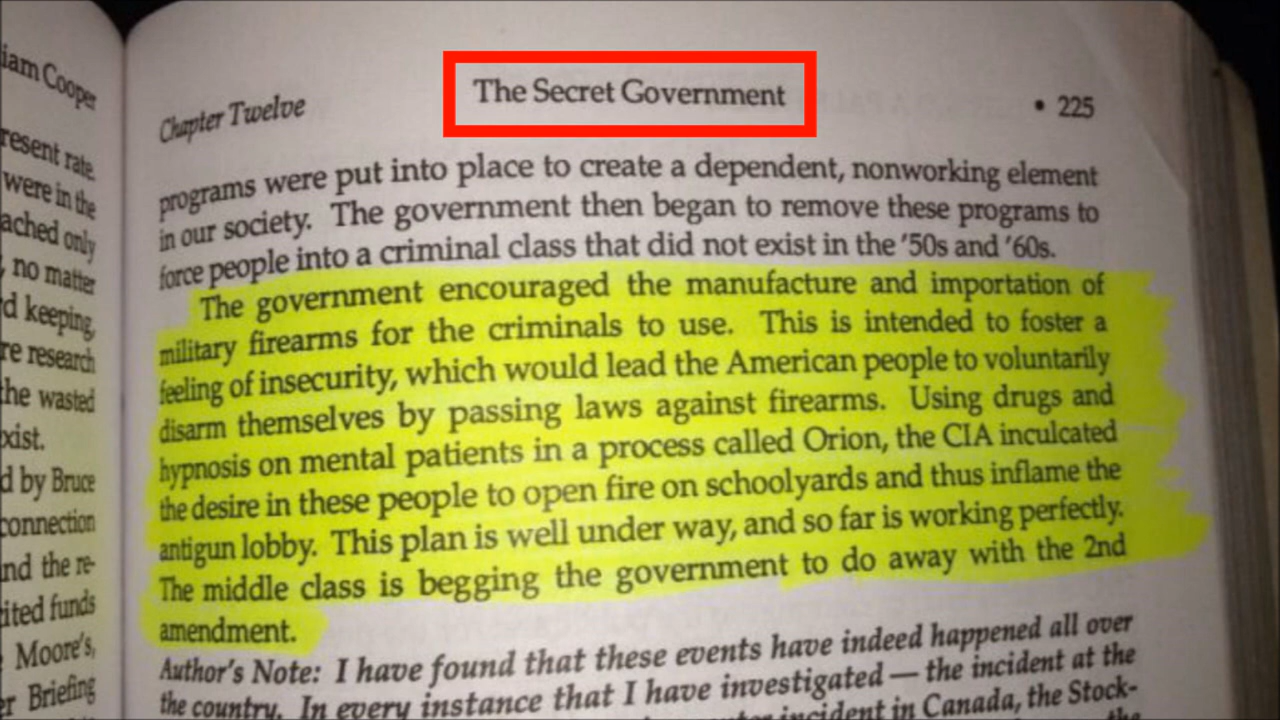 iam Cooper
resent rate.
were in the
ached only
, no matter
d keeping,
re research
the wasted
xist.
d by Bruce
connection
nd the re-
ited funds
Moore's,
er Briefing
Chapter Twelve The Secret Government • 225
programs were put into place to create a dependent, nonworking element
in our society. The government then began to remove these programs to
force people into a criminal class that did not exist in the '50s and '60s.
The government encouraged the manufacture and importation of
military firearms for the criminals to use. This is intended to foster a
feeling of insecurity, which would lead the American people to voluntarily
disarm themselves by passing laws against firearms. Using drugs and
hypnosis on mental patients in a process called Orion, the CIA inculcated
the desire in these people to open fire on schoolyards and thus inflame the
antigun lobby. This plan is well under way, and so far is working perfectly.
The middle class is begging the government to do away with the 2nd
amendment.
Author's Note: I have found that these events have indeed happened all over
the country. In every instance that I have investigated — the incident at the
incident in Canada, the Stock-
the